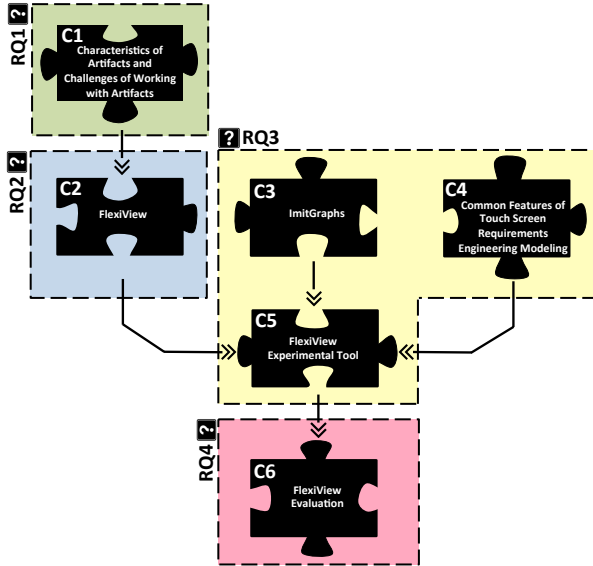 RQ1 ?
C1
Characteristics of
Artifacts and
Challenges of Working
with Artifacts
RQ2 ?
C2
FlexiView
? RQ3
C3
ImitGraphs
C4
Common Features of
Touch Screen
Requirements
Engineering Modeling
C5
FlexiView
Experimental Tool
RQ4 ?
C6
FlexiView
Evaluation